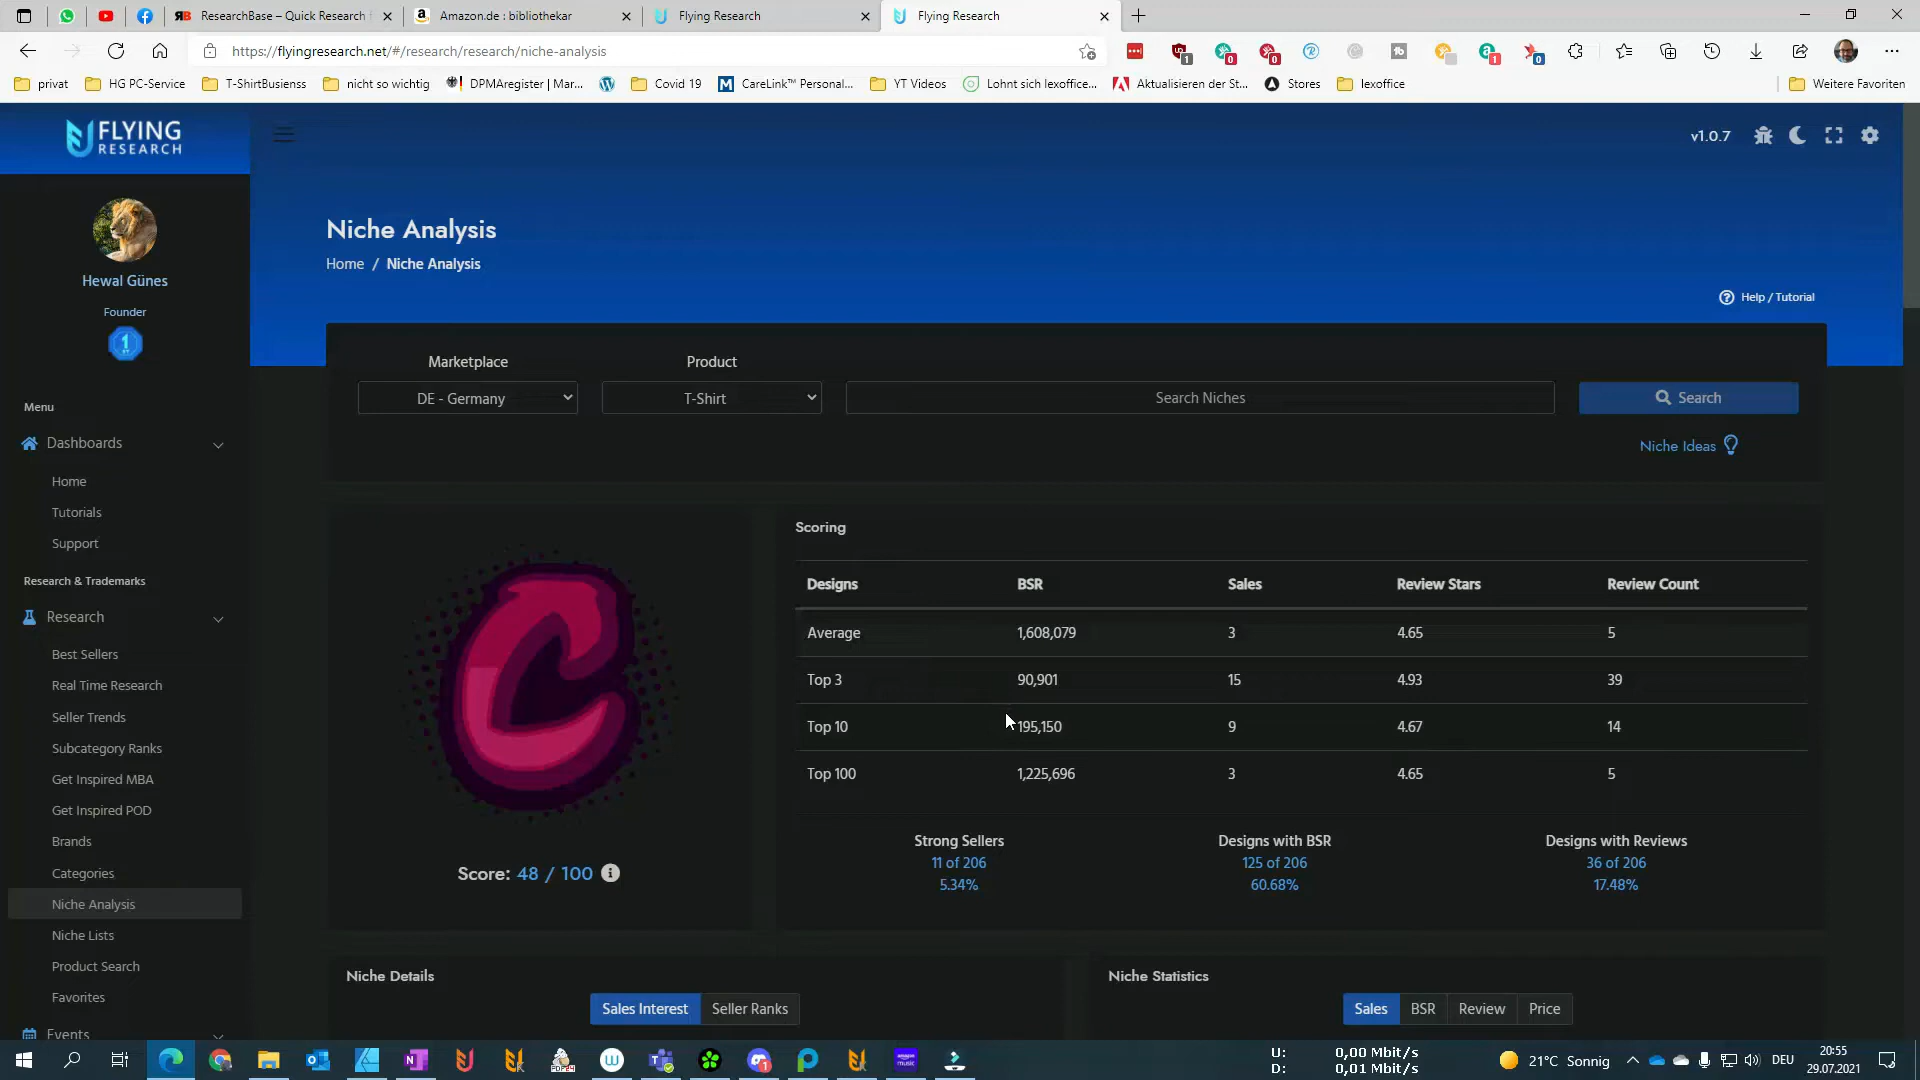 ResearchBase – Quick Research
Amazon.de : bibliothekar
Flying Research
Flying Research
https://flyingresearch.net/#/research/research/niche-analysis
privat
HG PC-Service
T-ShirtBusienss
nicht so wichtig
DPMAregister | Mar...
Covid 19
CareLink™ Personal...
YT Videos
Lohnt sich lexoffice...
Aktualisieren der St...
Stores
lexoffice
Weitere Favoriten
FLYING
RESEARCH
v1.0.7
Hewal Günes
Founder
1
Niche Analysis
Home / Niche Analysis
Help / Tutorial
Marketplace
Product
DE - Germany
T-Shirt
Search Niches
Search
Niche Ideas
Menu
Dashboards
Home
Tutorials
Support
Research & Trademarks
Research
Best Sellers
Real Time Research
Seller Trends
Subcategory Ranks
Get Inspired MBA
Get Inspired POD
Brands
Categories
Niche Analysis
Niche Lists
Product Search
Favorites
Events
C
Score: 48 / 100
Scoring
Designs BSR Sales Review Stars Review Count
Average 1,608,079 3 4.65 5
Top 3 90,901 15 4.93 39
Top 10 195,150 9 4.67 14
Top 100 1,225,696 3 4.65 5
Strong Sellers
11 of 206
5.34%
Designs with BSR
125 of 206
60.68%
Designs with Reviews
36 of 206
17.48%
Niche Details
Sales Interest
Seller Ranks
Niche Statistics
Sales
BSR
Review
Price
U: 0,00 Mbit/s
D: 0,01 Mbit/s
21°C Sonnig
DEU
20:55
29.07.2021